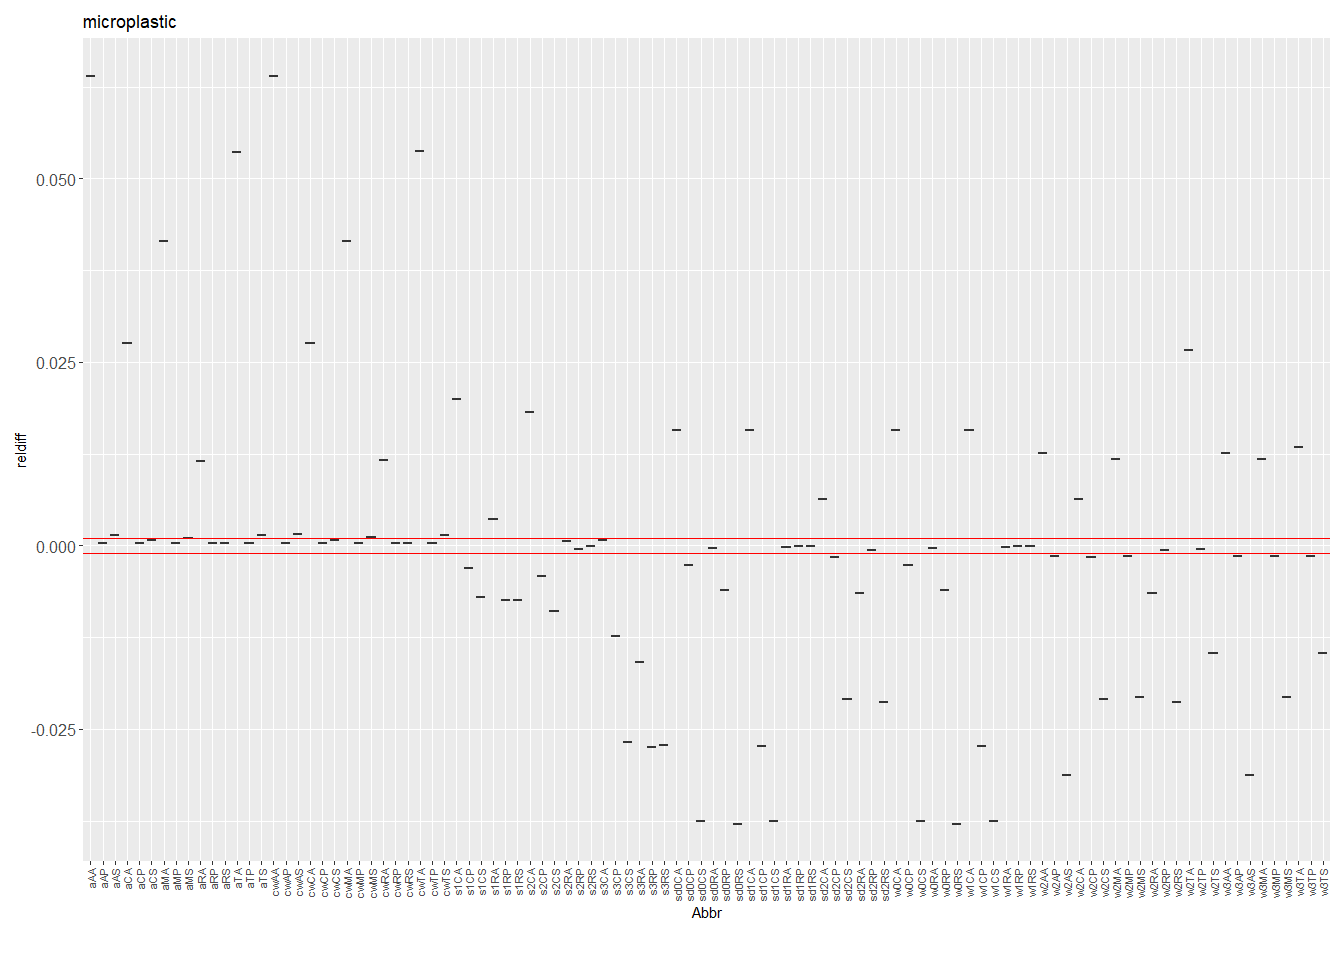 microplastic
0.050
0.025
0.000
-0.025
reldiff
aAA
aAP
aAS
aCA
aCP
aCS
aMA
aMP
aMS
aRA
aRP
aRS
aTA
aTP
aTS
cwAA
cwAP
cwAS
cwCA
cwCP
cwCS
cwMA
cwMP
cwMS
cwRA
cwRP
cwRS
cwTA
cwTP
cwTS
s1CA
s1CP
s1CS
s1RA
s1RP
s1RS
s2CA
s2CP
s2CS
s2RA
s2RP
s2RS
s3CA
s3CP
s3CS
s3RA
s3RP
s3RS
sd0CA
sd0CP
sd0CS
sd0RA
sd0RP
sd0RS
sd1CA
sd1CP
sd1CS
sd1RA
sd1RP
sd1RS
sd2CA
sd2CP
sd2CS
sd2RA
sd2RP
sd2RS
w0CA
w0CP
w0CS
w0RA
w0RP
w0RS
w1CA
w1CP
w1CS
w1RA
w1RP
w1RS
w2AA
w2AP
w2AS
w2CA
w2CP
w2CS
w2MA
w2MP
w2MS
w2RA
w2RP
w2RS
w2TA
w2TP
w2TS
w3AA
w3AP
w3AS
w3MA
w3MP
w3MS
w3TA
w3TP
w3TS
Abbr